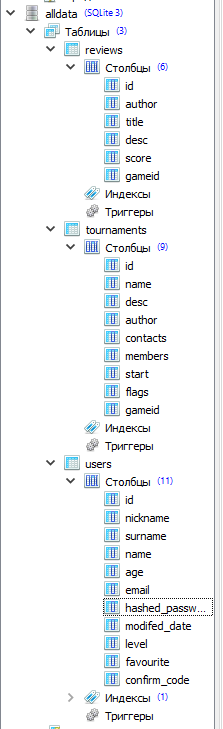 alldata (SQLite 3)
Таблицы (3)
reviews
Столбцы (6)
id
author
title
desc
score
gameid
Индексы
Триггеры
tournaments
Столбцы (9)
id
name
desc
author
contacts
members
start
flags
gameid
Индексы
Триггеры
users
Столбцы (11)
id
nickname
surname
name
age
email
hashed_passw...
modifed_date
level
favourite
confirm_code
Индексы (1)
Триггеры